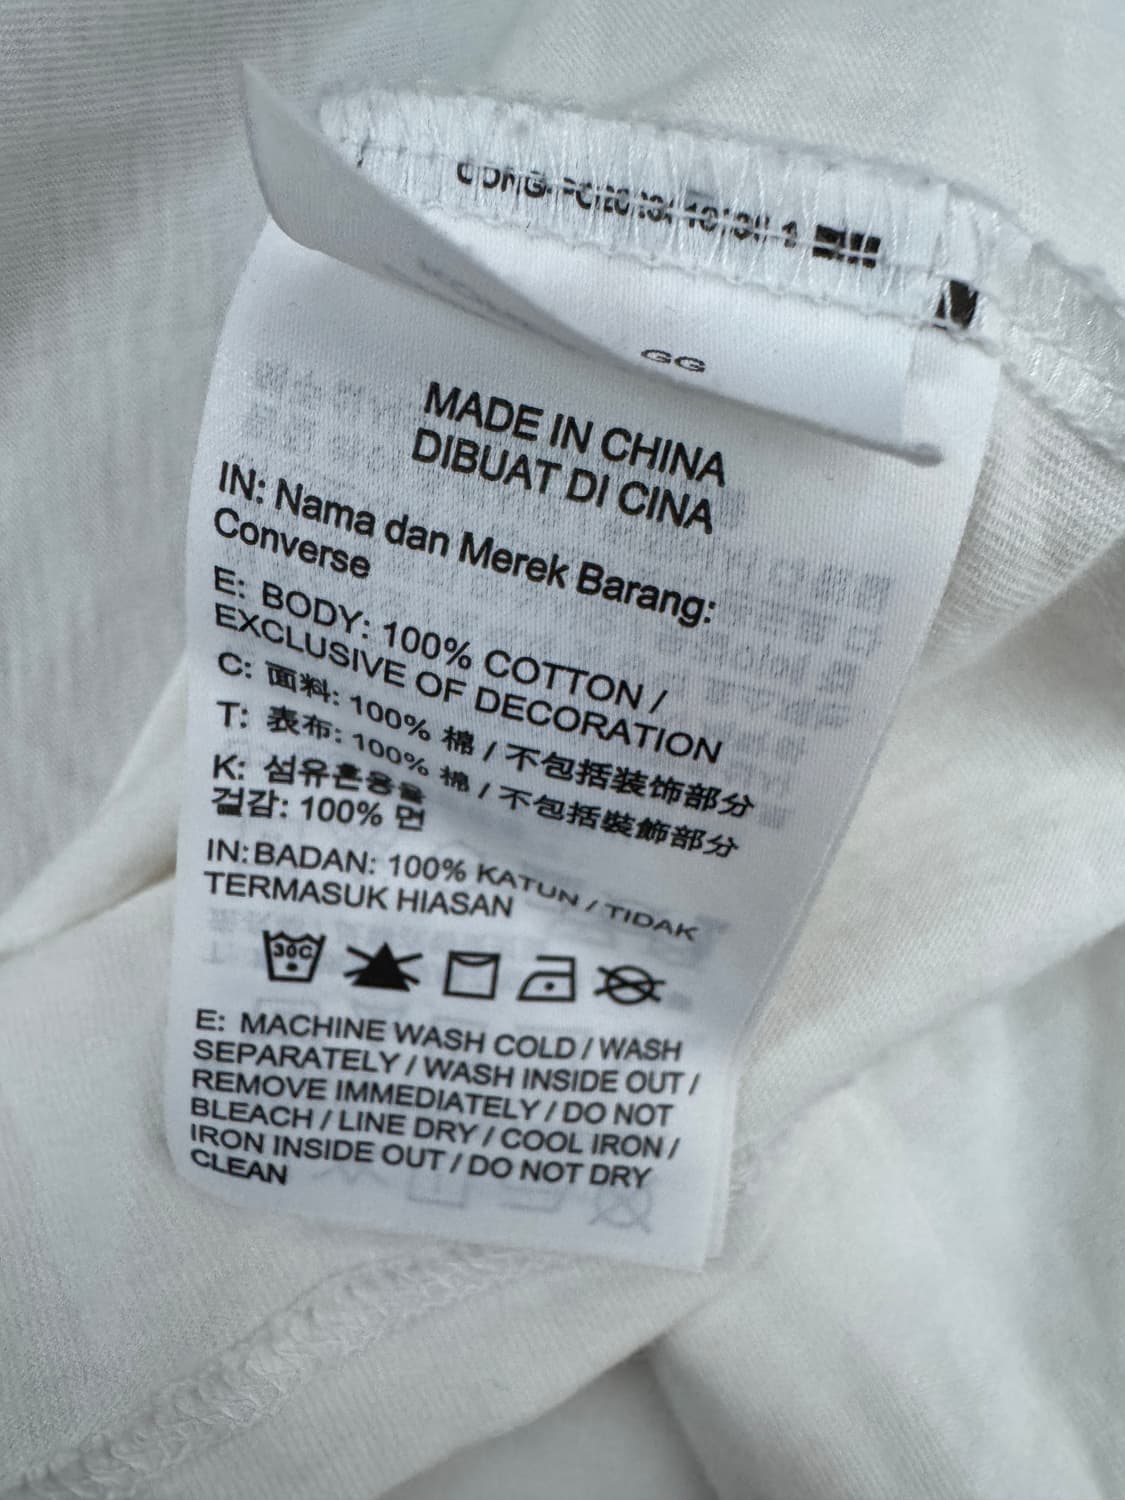 GG
MADE IN CHINA
DIBUAT DI CINA
IN: Nama dan Merek Barang:
Converse
E: BODY: 100% COTTON /
EXCLUSIVE OF DECORATION
C: 面料: 100% 棉 / 不包括装饰部分
T: 表布: 100% 棉 / 不包括裝飾部分
K: 섬유혼용율
겉감: 100% 면
IN: BADAN: 100% KATUN / TIDAK
TERMASUK HIASAN
30C
E: MACHINE WASH COLD / WASH
SEPARATELY / WASH INSIDE OUT /
REMOVE IMMEDIATELY / DO NOT
BLEACH / LINE DRY / COOL IRON /
IRON INSIDE OUT / DO NOT DRY
CLEAN